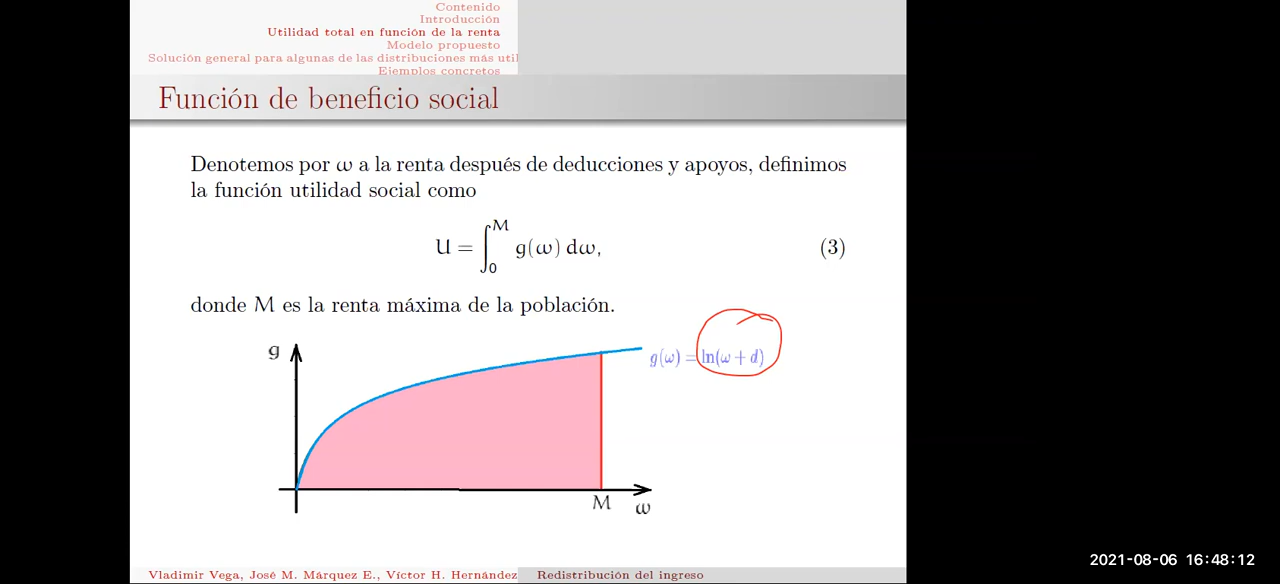 Contenido
Introducción
Utilidad total en función de la renta
Modelo propuesto
Solución general para algunas de las distribuciones más util
Ejemplos concretos
Función de beneficio social
Denotemos por ω a la renta después de deducciones y apoyos, definimos
la función utilidad social como
U = ∫₀ᴹ g(ω) dω, (3)
donde M es la renta máxima de la población.
g
g(ω) = ln(ω + d)
M
ω
Vladimir Vega, José M. Márquez E., Víctor H. Hernández Redistribución del ingreso
2021-08-06 16:48:12